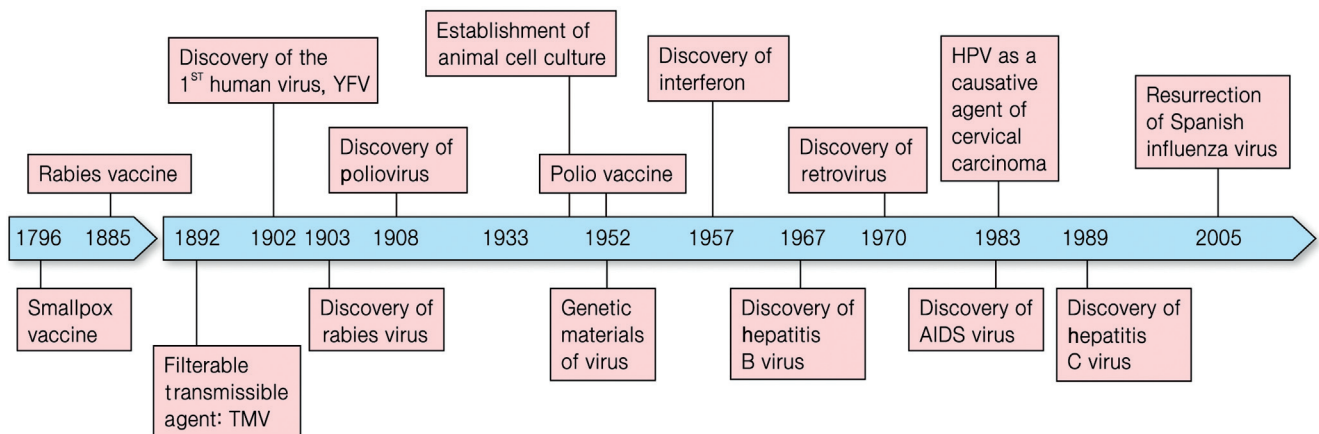 Establishment of
animal cell culture
Discovery of the
1ST human virus, YFV
Discovery of
interferon
HPV as a
causative
agent of
cervical
carcinoma
Resurrection
of Spanish
influenza virus
Rabies vaccine
Discovery of
poliovirus
Polio vaccine
Discovery of
retrovirus
1796 1885 1892 1902 1903 1908 1933 1952 1957 1967 1970 1983 1989 2005
Smallpox
vaccine
Filterable
transmissible
agent: TMV
Discovery of
rabies virus
Genetic
materials
of virus
Discovery of
hepatitis
B virus
Discovery of
AIDS virus
Discovery of
hepatitis
C virus